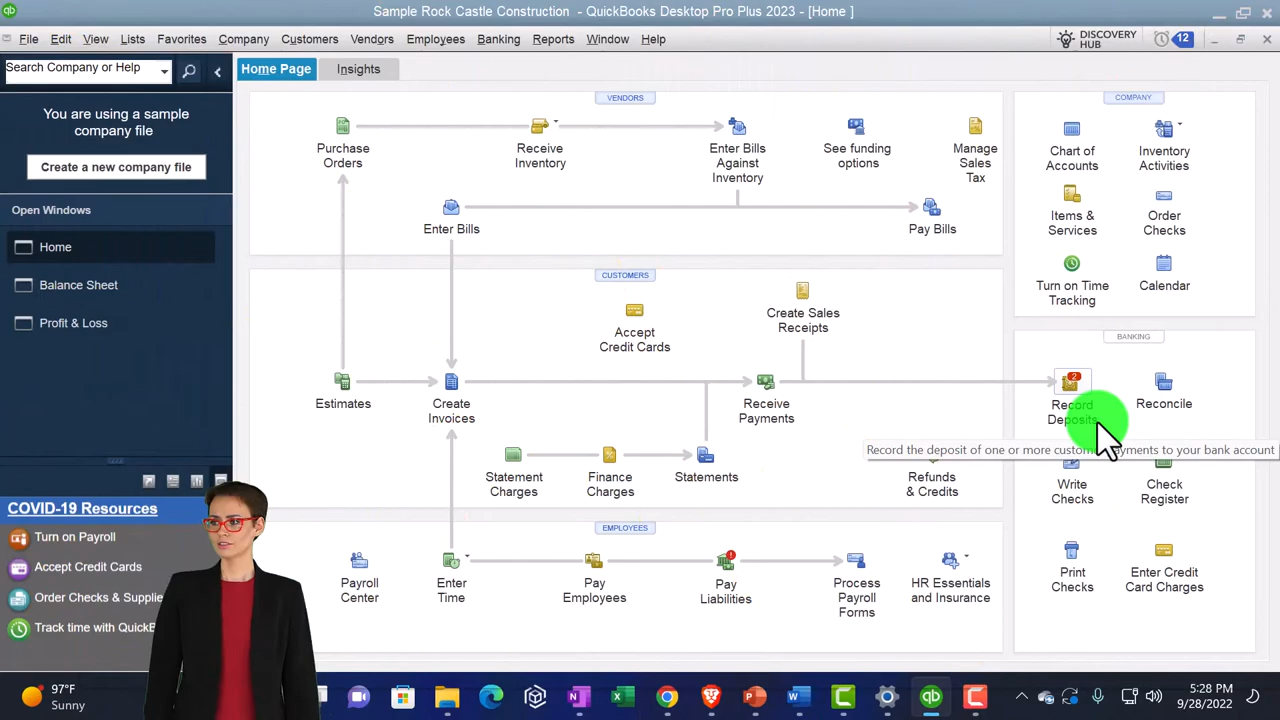 Sample Rock Castle Construction - QuickBooks Desktop Pro Plus 2023 - [Home ]
File Edit View Lists Favorites Company Customers Vendors Employees Banking Reports Window Help
DISCOVERY
HUB
12
Search Company or Help
Home Page
Insights
You are using a sample
company file
Create a new company file
Open Windows
Home
Balance Sheet
Profit & Loss
COVID-19 Resources
Turn on Payroll
Accept Credit Cards
Order Checks & Supplie
Track time with QuickB
VENDORS
Purchase
Orders
Receive
Inventory
Enter Bills
Against
Inventory
See funding
options
Manage
Sales
Tax
Enter Bills
Pay Bills
CUSTOMERS
Accept
Credit Cards
Create Sales
Receipts
Estimates
Create
Invoices
Receive
Payments
Statement
Charges
Finance
Charges
Statements
Refunds
& Credits
EMPLOYEES
Payroll
Center
Enter
Time
Pay
Employees
Pay
Liabilities
Process
Payroll
Forms
HR Essentials
and Insurance
COMPANY
Chart of
Accounts
Inventory
Activities
Items &
Services
Order
Checks
Turn on Time
Tracking
Calendar
BANKING
2
Record
Deposits
Reconcile
Record the deposit of one or more custom payments to your bank account
Write
Checks
Check
Register
Print
Checks
Enter Credit
Card Charges
97°F
Sunny
5:28 PM
9/28/2022